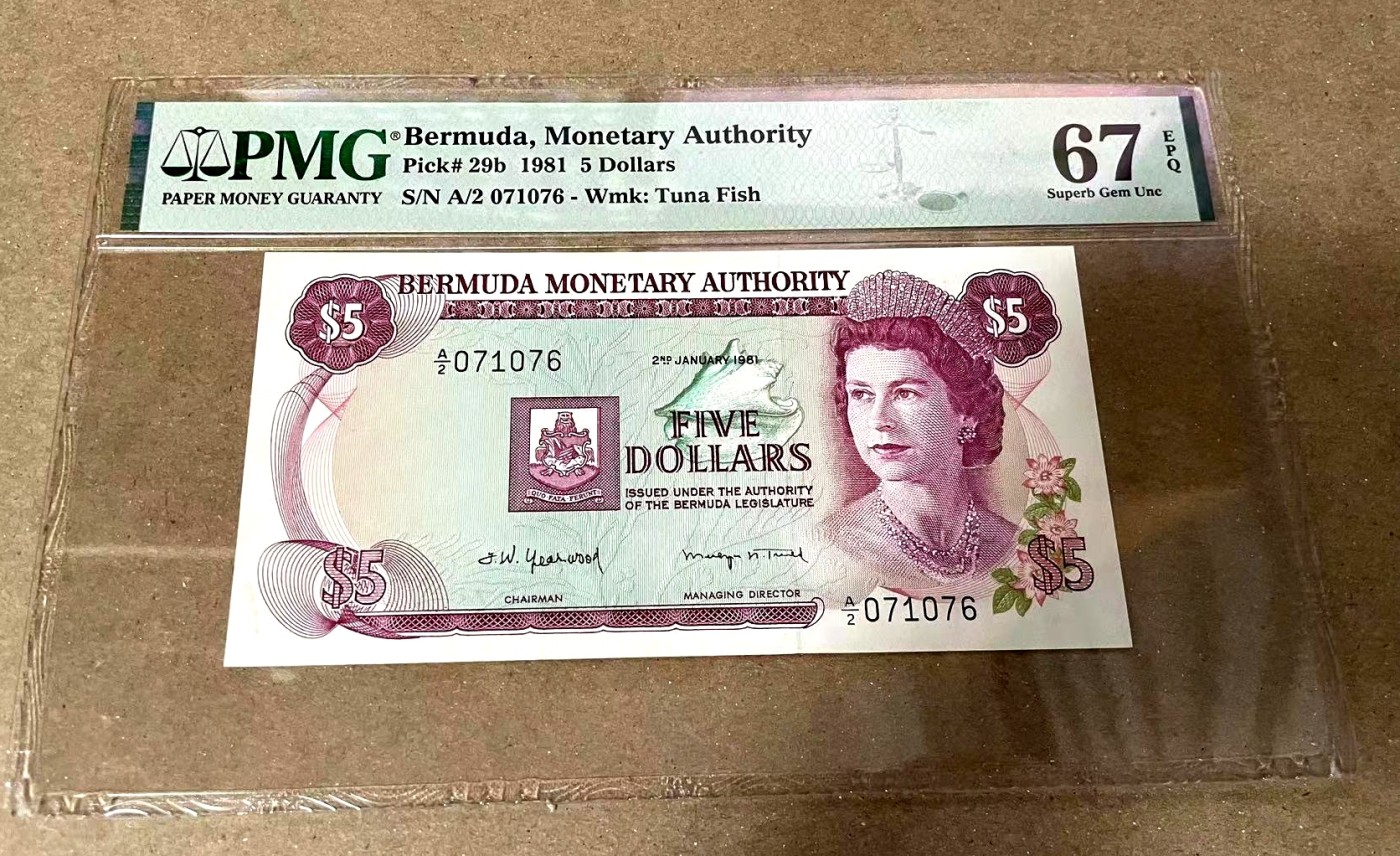 PMG® Bermuda, Monetary Authority
Pick# 29b 1981 5 Dollars
PAPER MONEY GUARANTY S/N A/2 071076 - Wmk: Tuna Fish
67 EPQ
Superb Gem Unc
BERMUDA MONETARY AUTHORITY
$5 $5
A/2 071076
2ND JANUARY 1981
FIVE
DOLLARS
QUO FATA FERUNT
ISSUED UNDER THE AUTHORITY
OF THE BERMUDA LEGISLATURE
J.W. Yearwood
CHAIRMAN
MANAGING DIRECTOR
$5 $5
A/2 071076